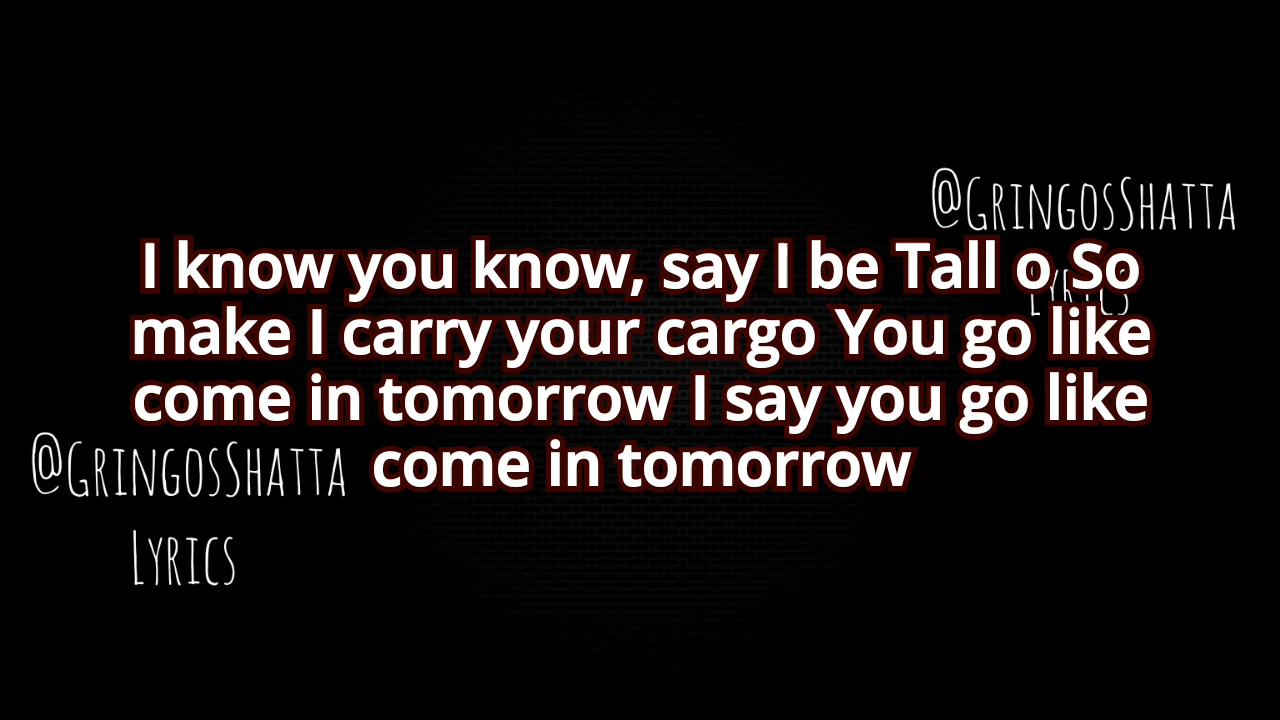 @GringosShatta
Lyrics
I know you know, say I be Tall o So
make I carry your cargo You go like
come in tomorrow I say you go like
come in tomorrow
@GringosShatta
Lyrics